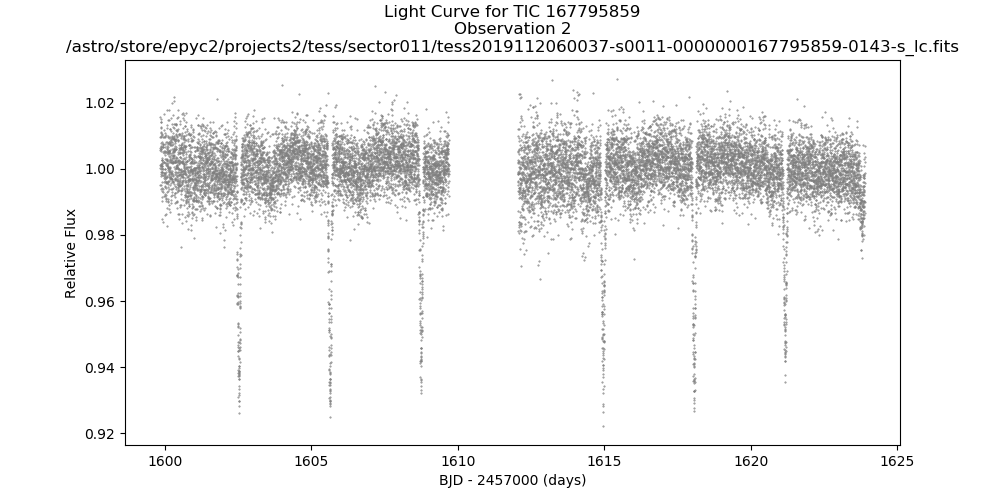 Light Curve for TIC 167795859
Observation 2
/astro/store/epyc2/projects2/tess/sector011/tess2019112060037-s0011-0000000167795859-0143-s_lc.fits
1.02
1.00
0.98
0.96
0.94
0.92
Relative Flux
1600
1605
1610
1615
1620
1625
BJD - 2457000 (days)